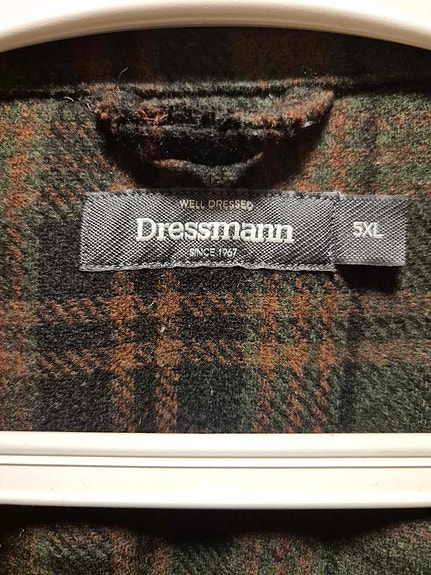 WELL DRESSED
Dressmann
SINCE 1967
5XL